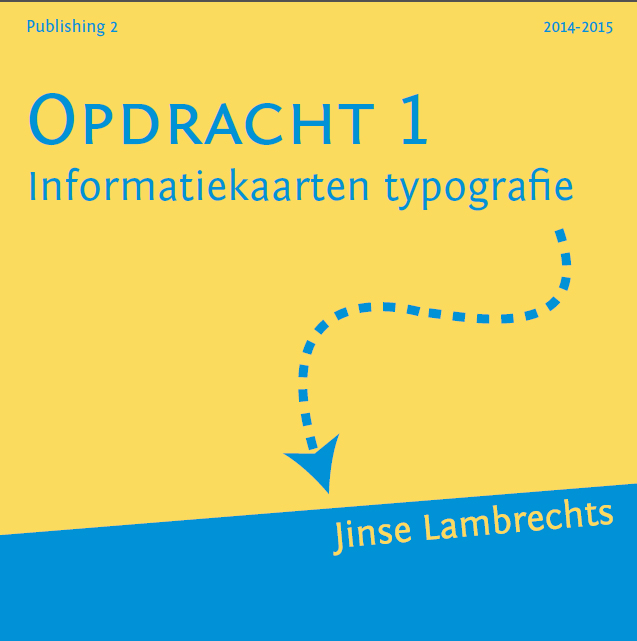 Publishing 2
2014-2015
Opdracht 1
Informatiekaarten typografie
Jinse Lambrechts